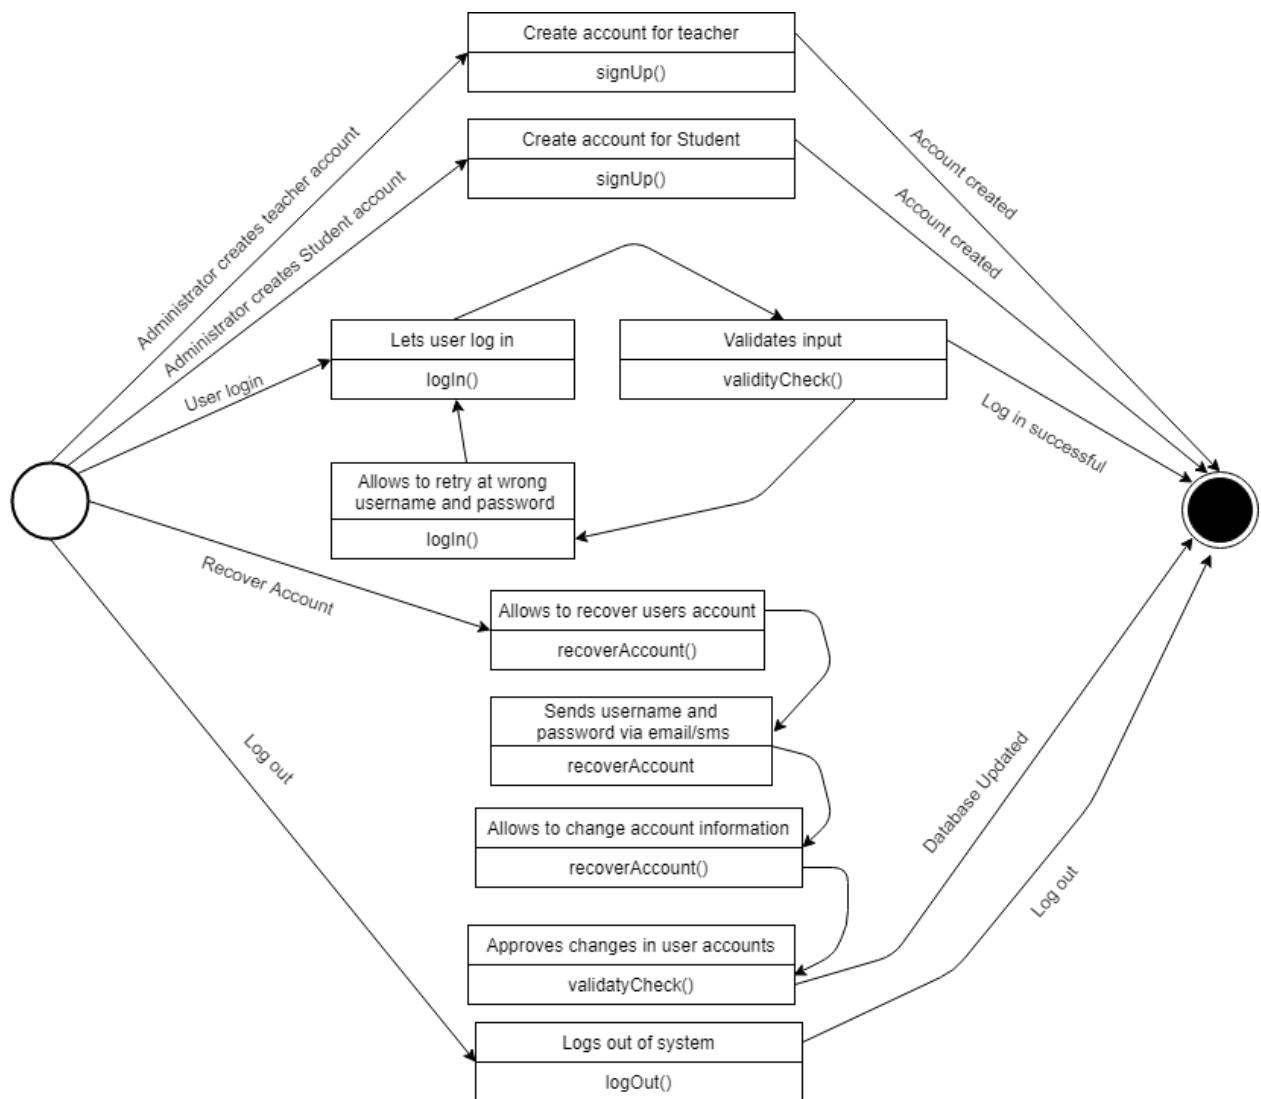 Create account for teacher
signUp()
Create account for Student
signUp()
Administrator creates teacher account
Administrator creates Student account
Account created
Account created
User login
Lets user log in
logIn()
Validates input
validityCheck()
Log in successful
Allows to retry at wrong
username and password
logIn()
Recover Account
Allows to recover users account
recoverAccount()
Sends username and
password via email/sms
recoverAccount
Log out
Allows to change account information
recoverAccount()
Database Updated
Log out
Approves changes in user accounts
validatyCheck()
Logs out of system
logOut()